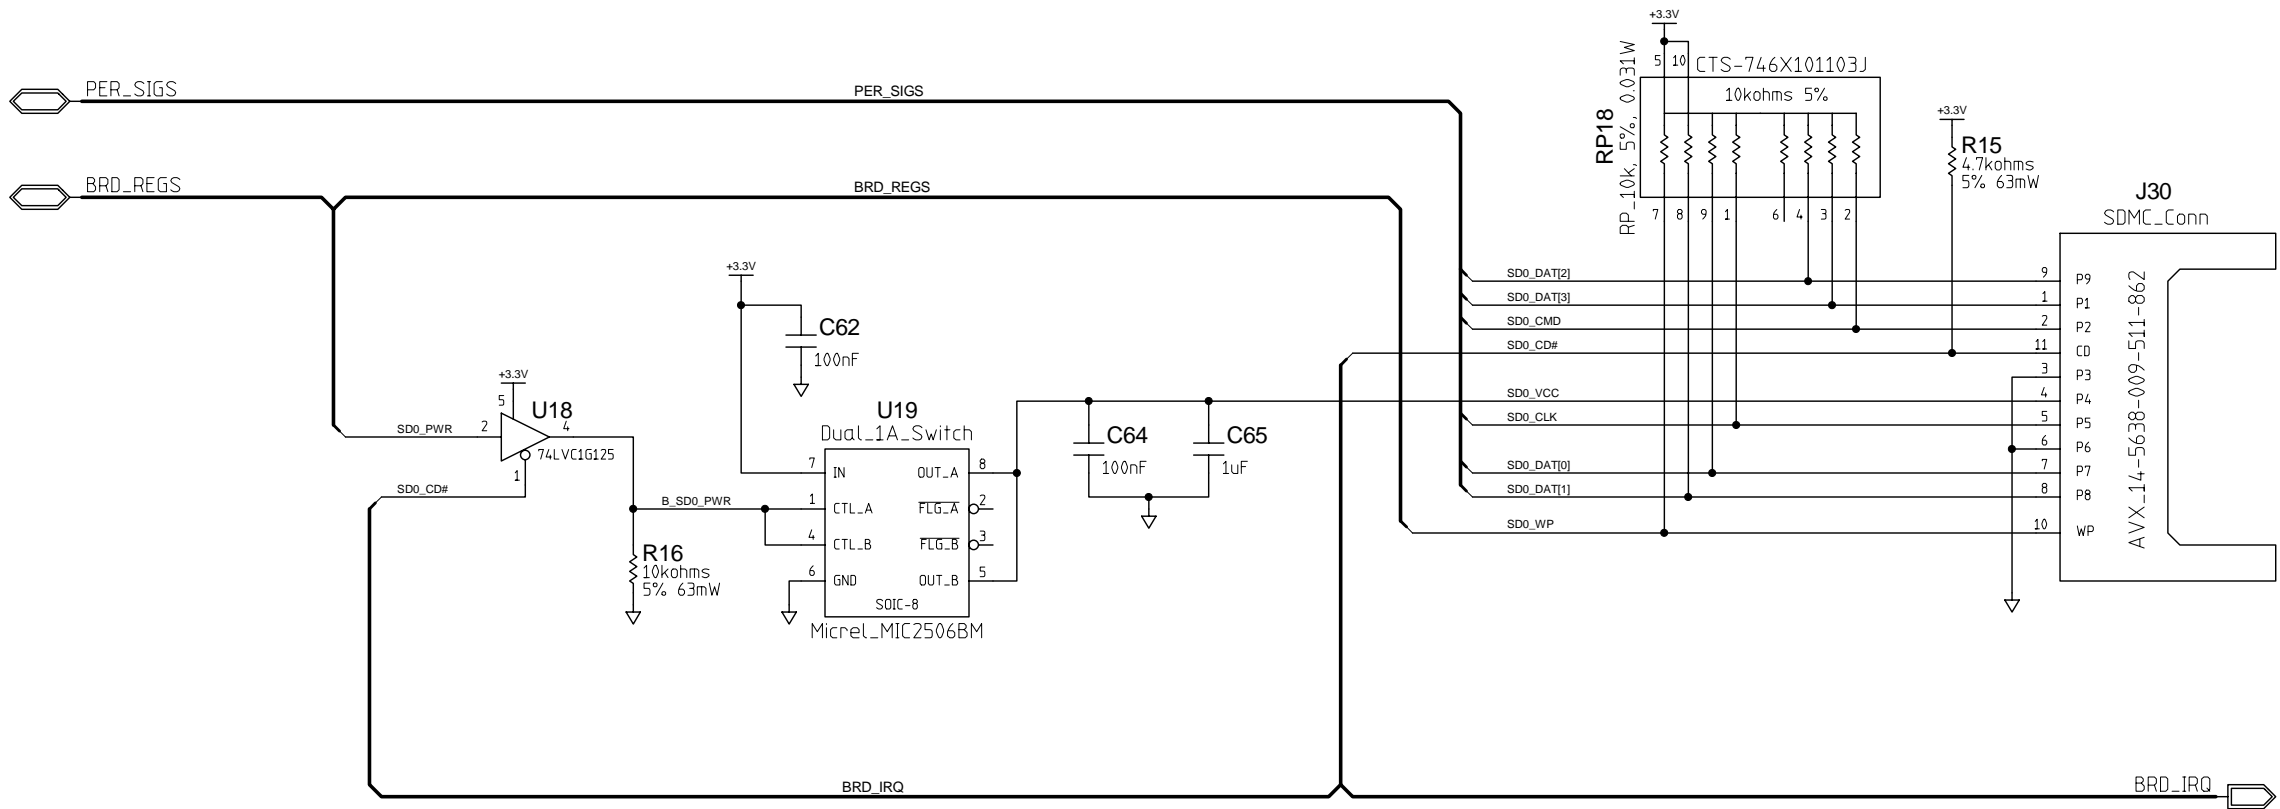 +3.3V
5 10 CTS-746X101103J
PER_SIGS
PER_SIGS
10kohms 5%
RP18
RP_10k, 5%, 0.031W
+3.3V
R15
4.7kohms
5% 63mW
BRD_REGS
BRD_REGS
7 8 9 1 6 4 3 2
J30
SDMC_Conn
+3.3V
SD0_DAT[2] 9 P9
SD0_DAT[3] 1 P1
SD0_CMD 2 P2
SD0_CD# 11 CD
3 P3
SD0_VCC 4 P4
SD0_CLK 5 P5
6 P6
SD0_DAT[0] 7 P7
SD0_DAT[1] 8 P8
SD0_WP 10 WP
AVX_14-5638-009-511-862
C62
100nF
+3.3V
5
U18
SD0_PWR 2 4
74LVC1G125
1
SD0_CD#
U19
Dual_1A_Switch
7 IN OUT_A 8
B_SD0_PWR 1 CTL_A FLG_A 2
4 CTL_B FLG_B 3
6 GND OUT_B 5
SOIC-8
Micrel_MIC2506BM
C64
100nF
C65
1uF
R16
10kohms
5% 63mW
BRD_IRQ
BRD_IRQ